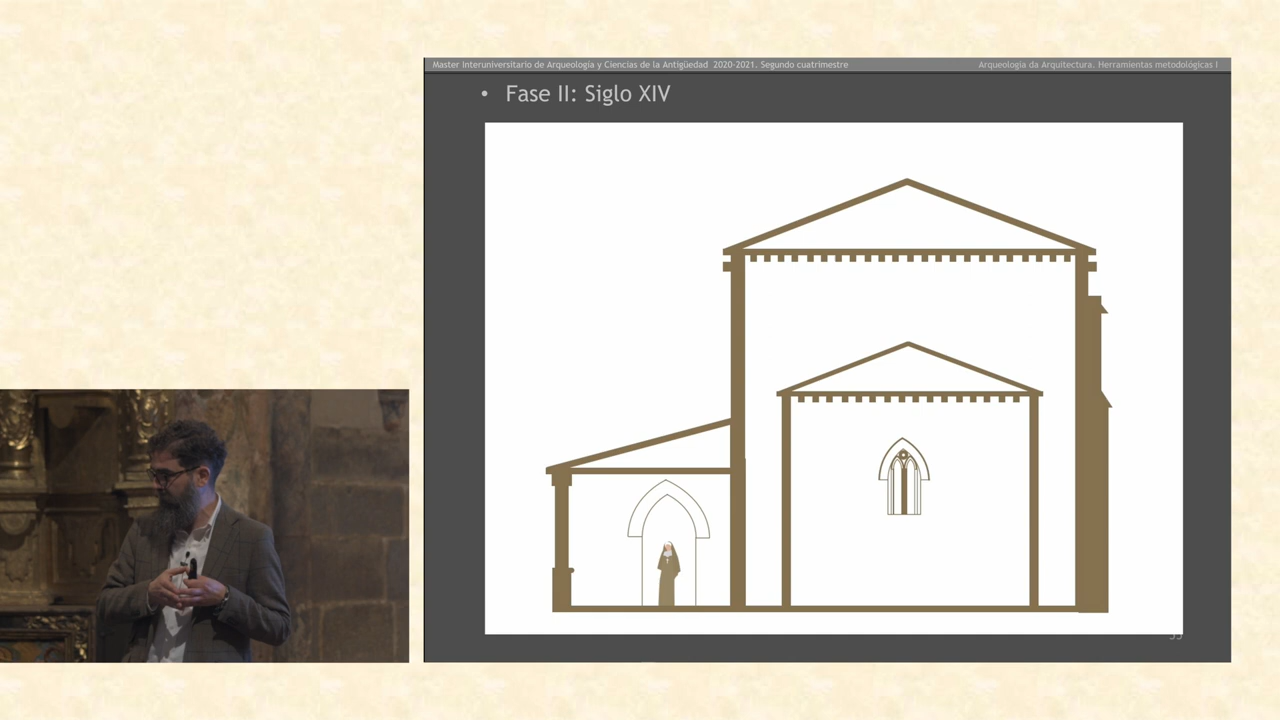 Master Interuniversitario de Arqueología y Ciencias de la Antigüedad 2020-2021. Segundo cuatrimestre
Arqueología da Arquitectura. Herramientas metodológicas I
• Fase II: Siglo XIV